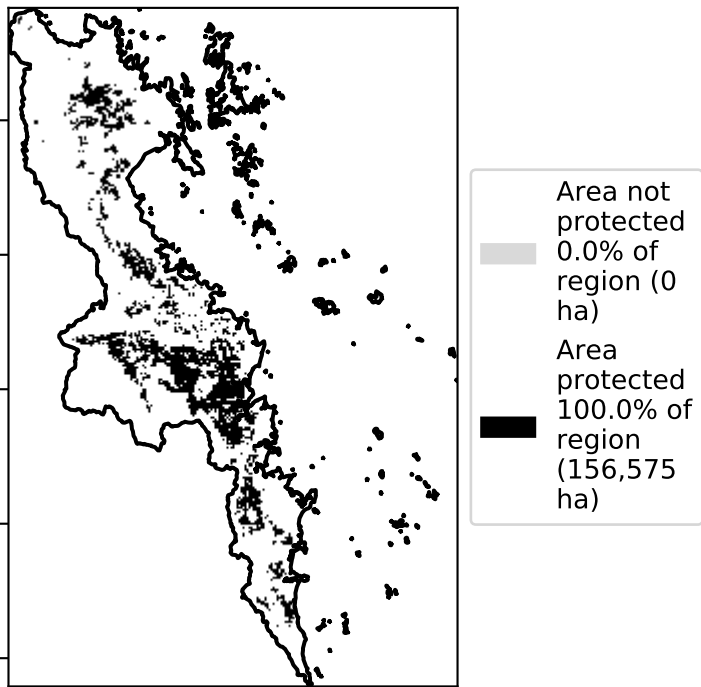 Area not
protected
0.0% of
region (0
ha)
Area
protected
100.0% of
region
(156,575
ha)